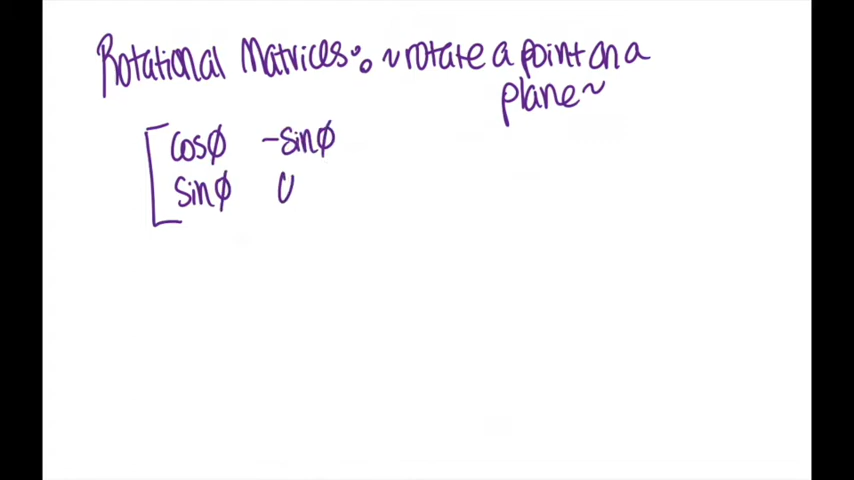 Rotational Matrices: ~rotate a point on a
plane~
cosϕ -sinϕ
sinϕ